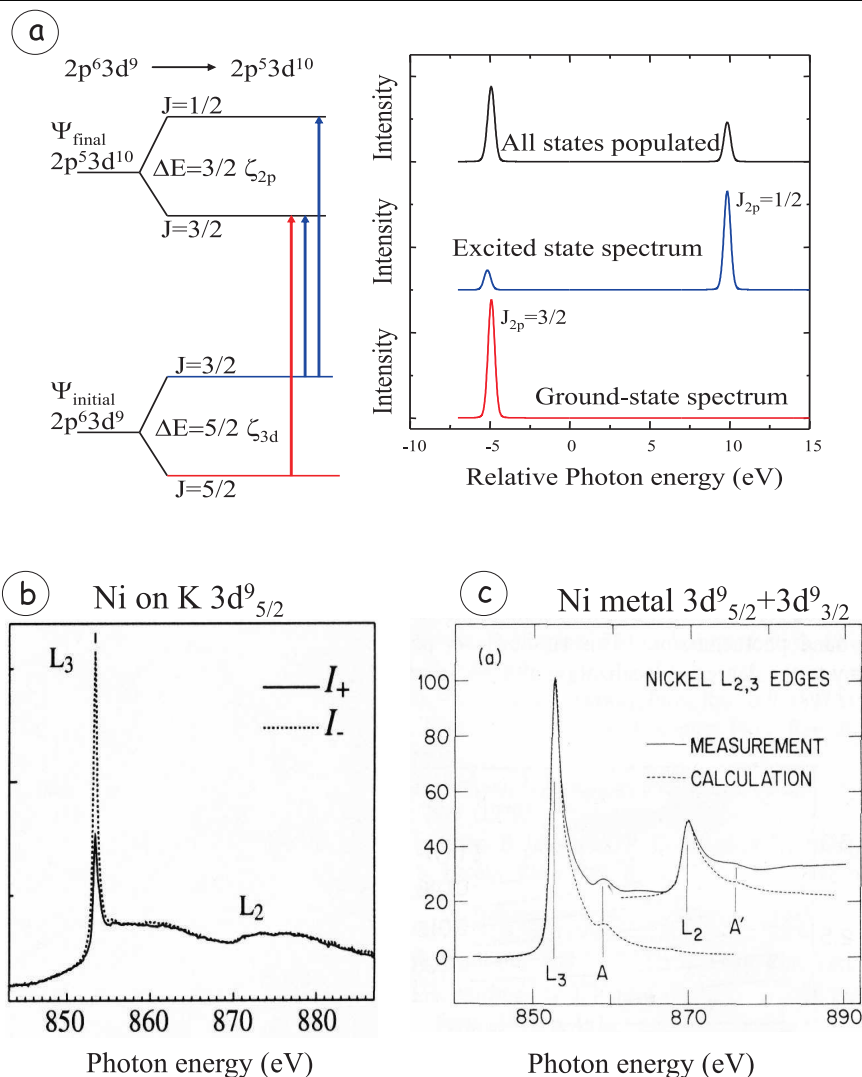 a
2p⁶3d⁹ → 2p⁵3d¹⁰
J=1/2
Ψfinal
2p⁵3d¹⁰
ΔE=3/2 ζ2p
J=3/2
J=3/2
Ψinitial
2p⁶3d⁹
ΔE=5/2 ζ3d
J=5/2
Intensity
All states populated
Intensity
J2p=1/2
Excited state spectrum
Intensity
J2p=3/2
Ground-state spectrum
-10 -5 0 5 10 15
Relative Photon energy (eV)
b
Ni on K 3d⁹5/2
L3
I+
I-
L2
850 860 870 880
Photon energy (eV)
c
Ni metal 3d⁹5/2+3d⁹3/2
(a)
NICKEL L2,3 EDGES
MEASUREMENT
CALCULATION
100
80
60
40
20
0
L3 A L2 A′
850 870 890
Photon energy (eV)